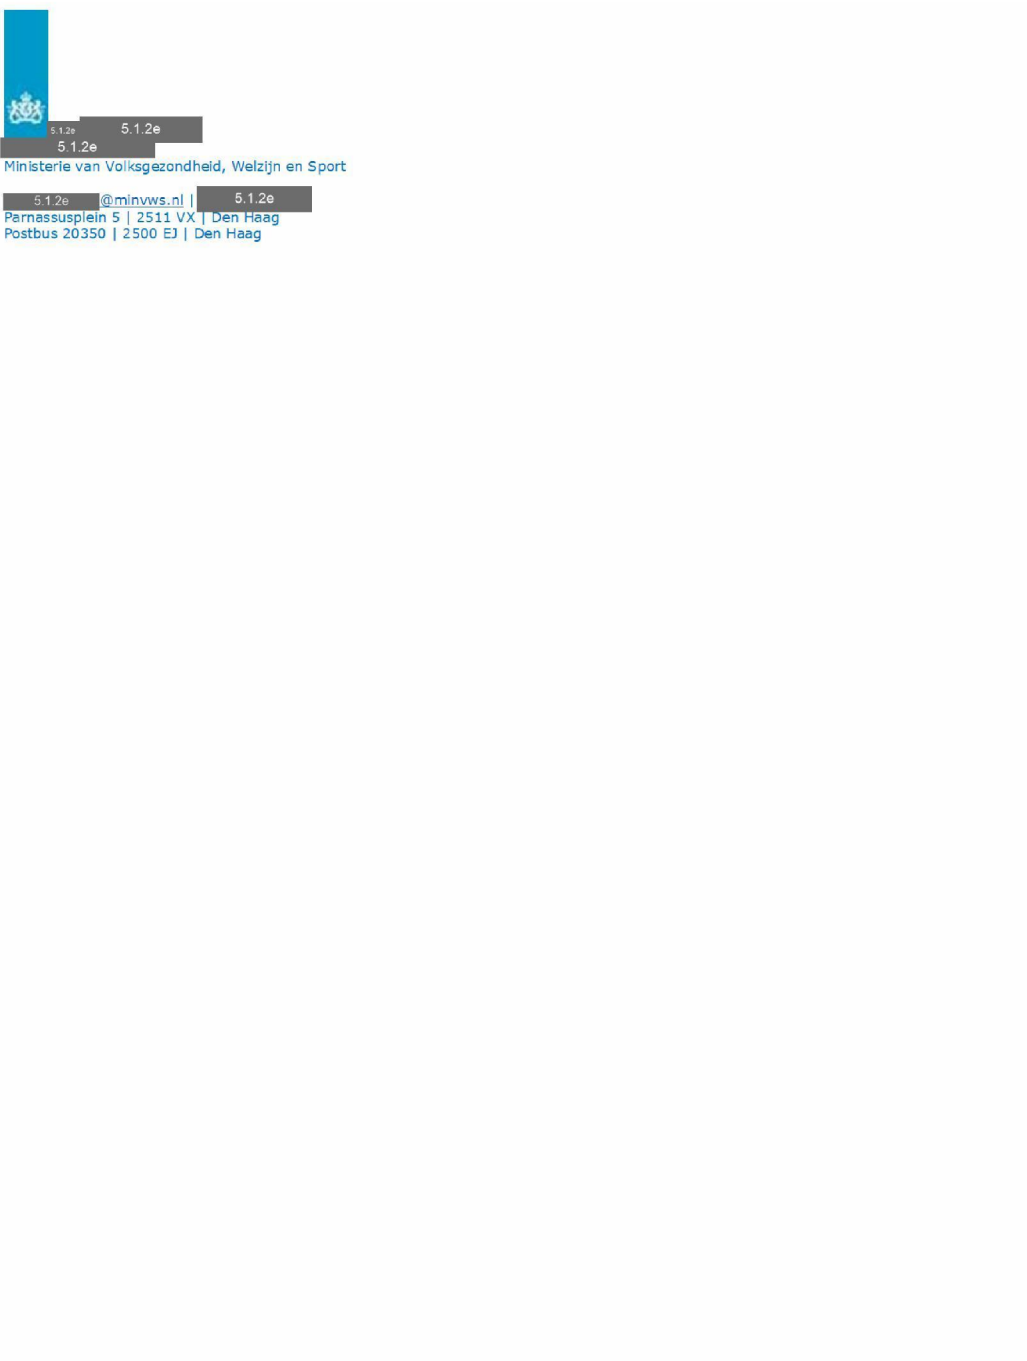 5.1.2e 5.1.2e
5.1.2e
Ministerie van Volksgezondheid, Welzijn en Sport
5.1.2e @minvws.nl | 5.1.2e
Parnassusplein 5 | 2511 VX | Den Haag
Postbus 20350 | 2500 EJ | Den Haag